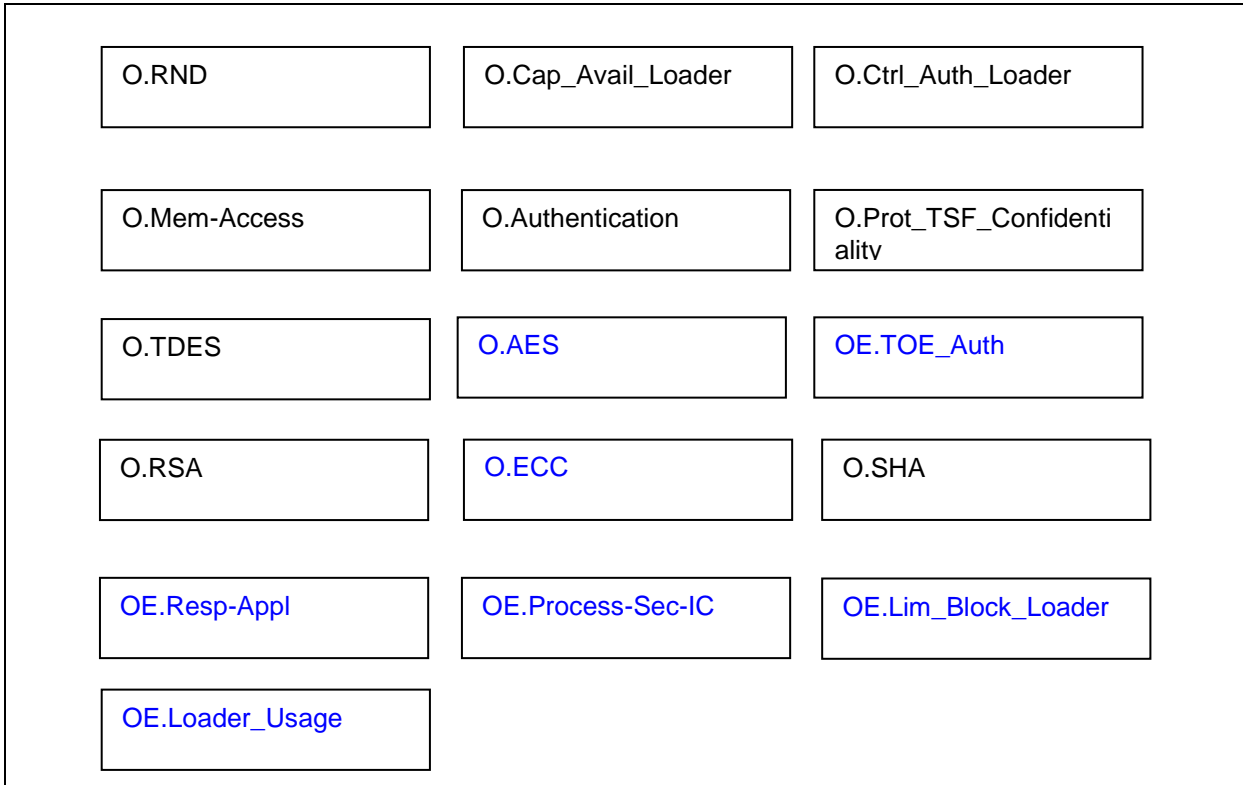 O.RND
O.Cap_Avail_Loader
O.Ctrl_Auth_Loader
O.Mem-Access
O.Authentication
O.Prot_TSF_Confidenti
ality
O.TDES
O.AES
OE.TOE_Auth
O.RSA
O.ECC
O.SHA
OE.Resp-Appl
OE.Process-Sec-IC
OE.Lim_Block_Loader
OE.Loader_Usage